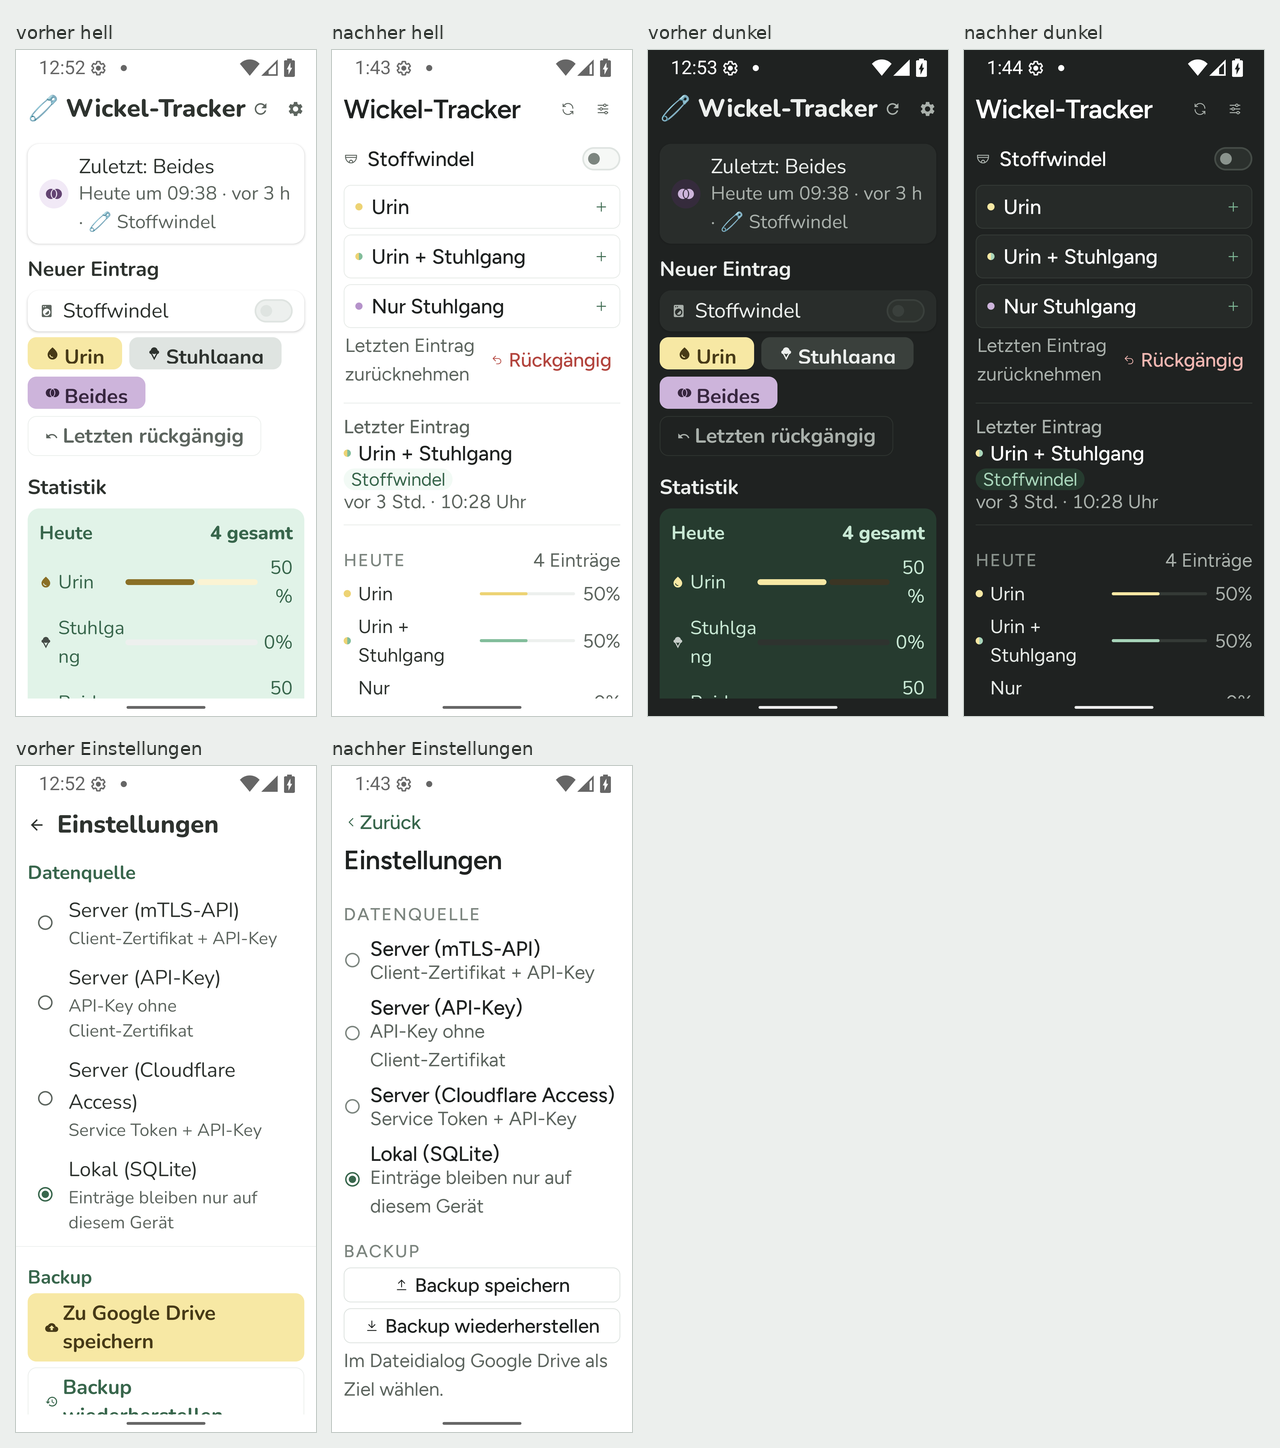 vorher hell
12:52
Wickel-Tracker
Zuletzt: Beides
Heute um 09:38 · vor 3 h
· Stoffwindel
Neuer Eintrag
Stoffwindel
Urin
Stuhlgang
Beides
Letzten rückgängig
Statistik
Heute
4 gesamt
Urin
50
%
Stuhlga
ng
0%
50
nachher hell
1:43
Wickel-Tracker
Stoffwindel
Urin +
Urin + Stuhlgang +
Nur Stuhlgang +
Letzten Eintrag
zurücknehmen
Rückgängig
Letzter Eintrag
Urin + Stuhlgang
Stoffwindel
vor 3 Std. · 10:28 Uhr
HEUTE
4 Einträge
Urin
50%
Urin +
Stuhlgang
50%
Nur
0%
vorher dunkel
12:53
Wickel-Tracker
Zuletzt: Beides
Heute um 09:38 · vor 3 h
· Stoffwindel
Neuer Eintrag
Stoffwindel
Urin
Stuhlgang
Beides
Letzten rückgängig
Statistik
Heute
4 gesamt
Urin
50
%
Stuhlga
ng
0%
50
nachher dunkel
1:44
Wickel-Tracker
Stoffwindel
Urin +
Urin + Stuhlgang +
Nur Stuhlgang +
Letzten Eintrag
zurücknehmen
Rückgängig
Letzter Eintrag
Urin + Stuhlgang
Stoffwindel
vor 3 Std. · 10:28 Uhr
HEUTE
4 Einträge
Urin
50%
Urin +
Stuhlgang
50%
Nur
0%
vorher Einstellungen
12:52
Einstellungen
Datenquelle
Server (mTLS-API)
Client-Zertifikat + API-Key
Server (API-Key)
API-Key ohne
Client-Zertifikat
Server (Cloudflare
Access)
Service Token + API-Key
Lokal (SQLite)
Einträge bleiben nur auf
diesem Gerät
Backup
Zu Google Drive
speichern
Backup
wiederherstellen
nachher Einstellungen
1:43
Zurück
Einstellungen
DATENQUELLE
Server (mTLS-API)
Client-Zertifikat + API-Key
Server (API-Key)
API-Key ohne
Client-Zertifikat
Server (Cloudflare Access)
Service Token + API-Key
Lokal (SQLite)
Einträge bleiben nur auf
diesem Gerät
BACKUP
Backup speichern
Backup wiederherstellen
Im Dateidialog Google Drive als
Ziel wählen.